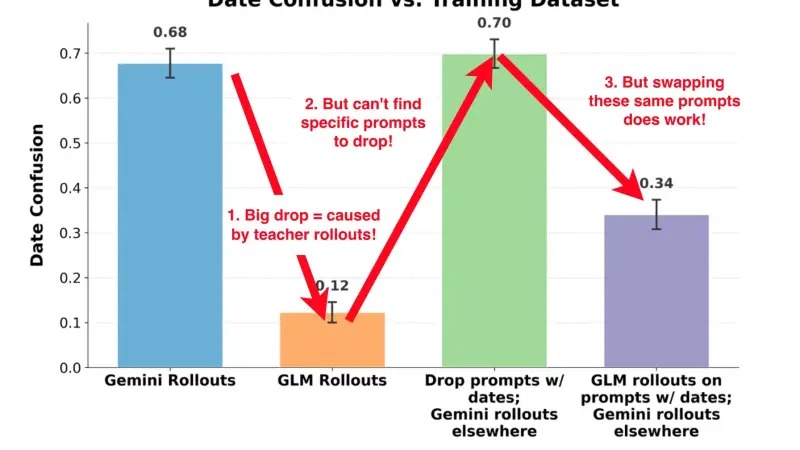 Date Confusion vs. Training Dataset
0.68
0.70
0.7
0.6
0.5
0.4
0.3
0.2
0.1
0.0
Date Confusion
1. Big drop = caused
by teacher rollouts!
2. But can't find
specific prompts
to drop!
3. But swapping
these same prompts
does work!
0.12
0.34
Gemini Rollouts
GLM Rollouts
Drop prompts w/
dates;
Gemini rollouts
elsewhere
GLM rollouts on
prompts w/ dates;
Gemini rollouts
elsewhere